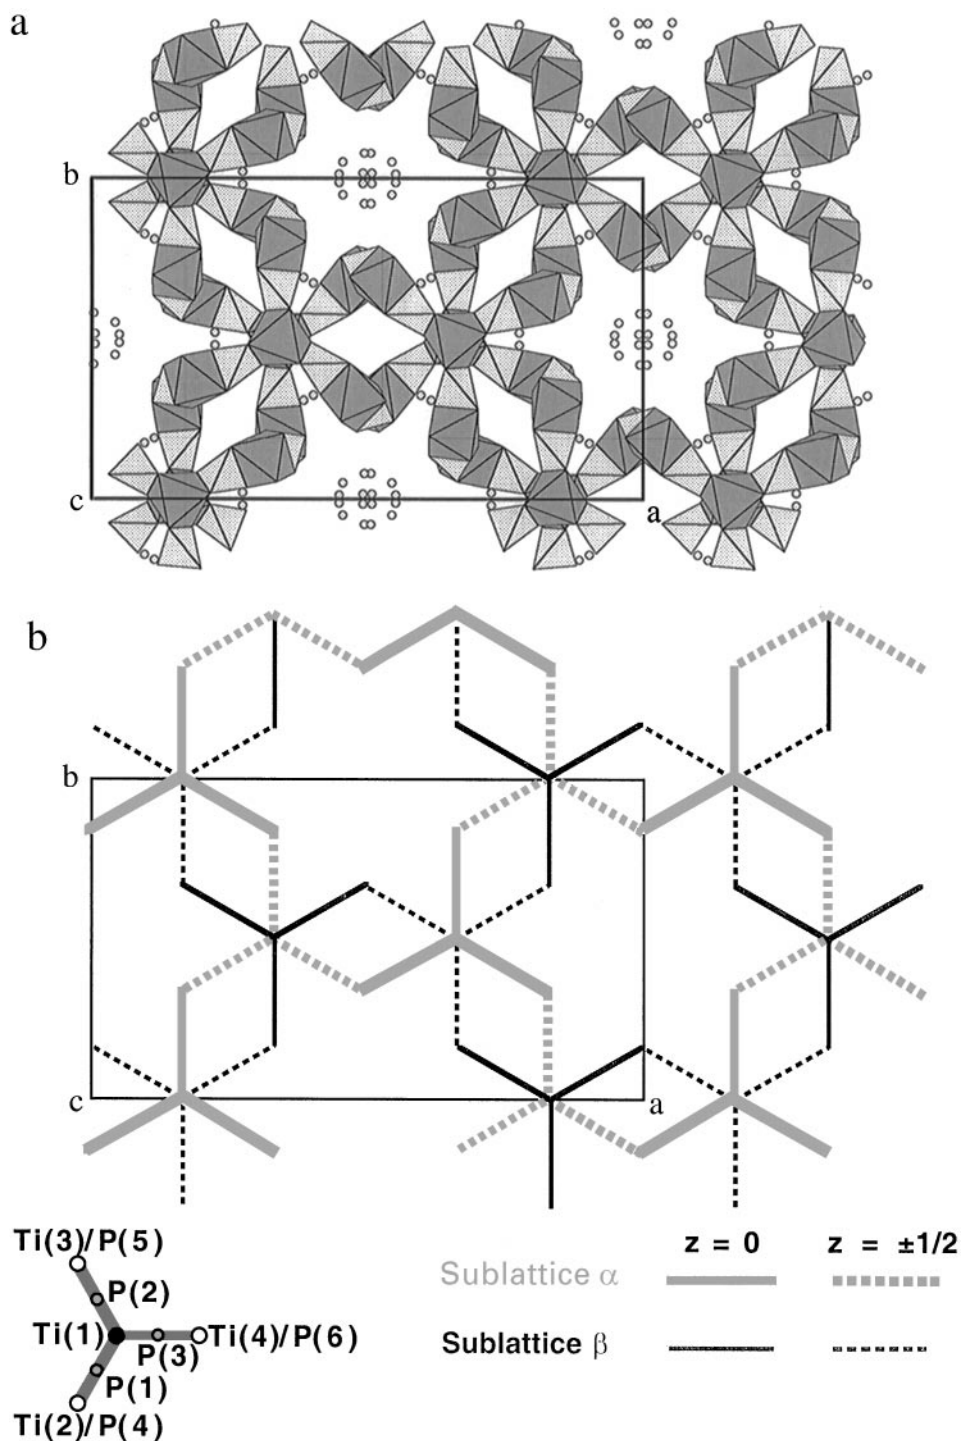 a
b
c
a
b
b
c
a
Ti(3)/P(5)
P(2)
Ti(1)
Ti(4)/P(6)
P(3)
P(1)
Ti(2)/P(4)
z = 0 z = ±1/2
Sublattice α
Sublattice β